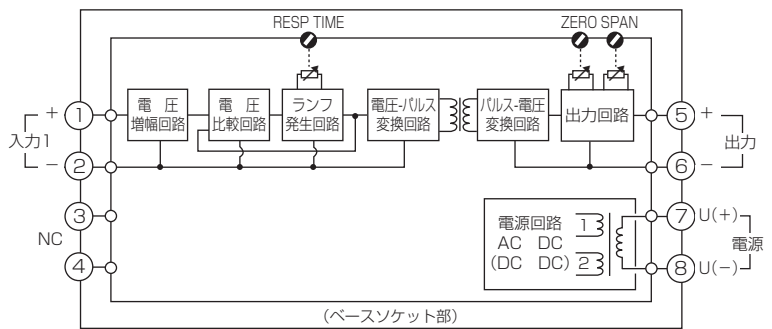 RESP TIME
ZERO SPAN
電 圧
増幅回路
電 圧
比較回路
ランフ
発生回路
電圧-パルス
変換回路
パルス-電圧
変換回路
出力回路
+
1
入力1
−
2
3
NC
4
5
+
出力
6
−
7
U(+)
電源
8
U(−)
電源回路
AC DC
(DC DC)
1
2
(ベースソケット部)